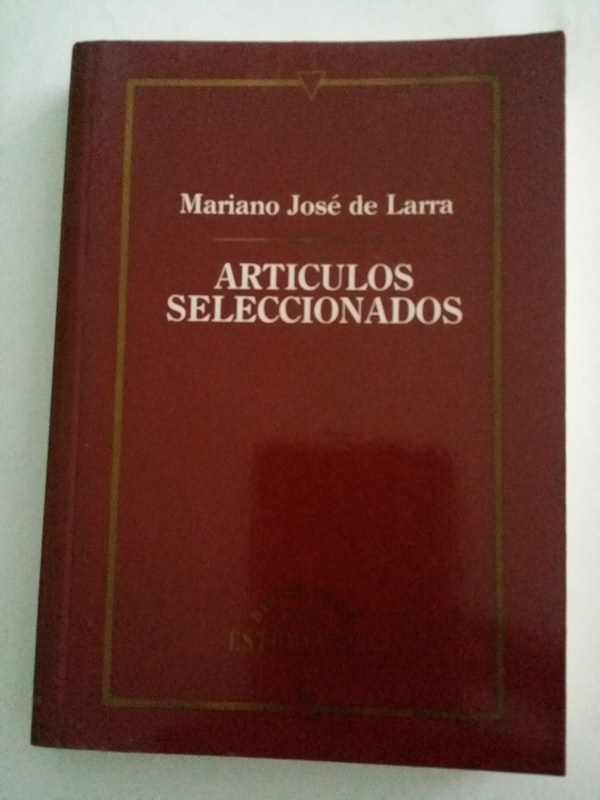 Mariano José de Larra
ARTICULOS
SELECCIONADOS